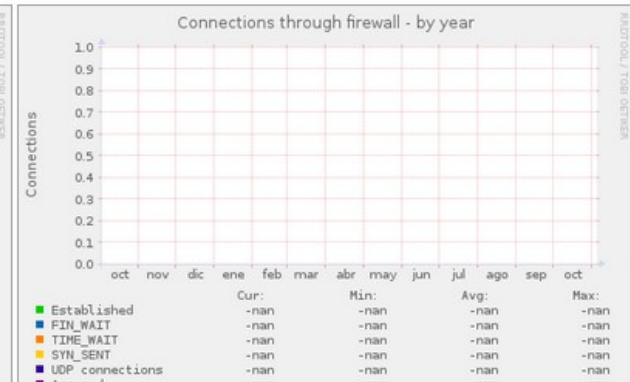 Connections through firewall - by year
RRDTOOL / TOBI OETIKER
Connections
1.0
0.9
0.8
0.7
0.6
0.5
0.4
0.3
0.2
0.1
0.0
oct nov dic ene feb mar abr may jun jul ago sep oct
Cur: Min: Avg: Max:
Established -nan -nan -nan -nan
FIN_WAIT -nan -nan -nan -nan
TIME_WAIT -nan -nan -nan -nan
SYN_SENT -nan -nan -nan -nan
UDP connections -nan -nan -nan -nan